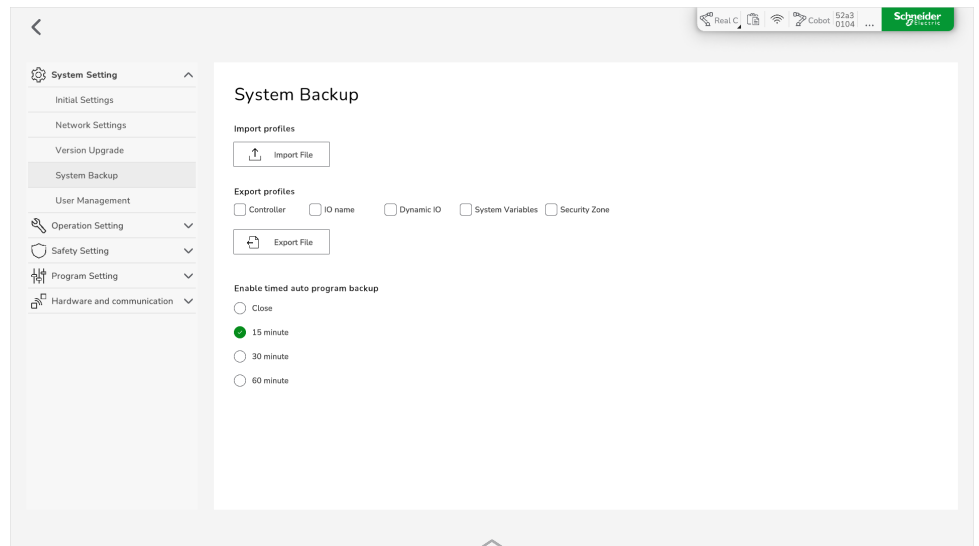 Real C
Cobot
52a3
0104
...
Schneider
Electric
System Setting
Initial Settings
Network Settings
Version Upgrade
System Backup
User Management
Operation Setting
Safety Setting
Program Setting
Hardware and communication
System Backup
Import profiles
Import File
Export profiles
Controller IO name Dynamic IO System Variables Security Zone
Export File
Enable timed auto program backup
Close
15 minute
30 minute
60 minute